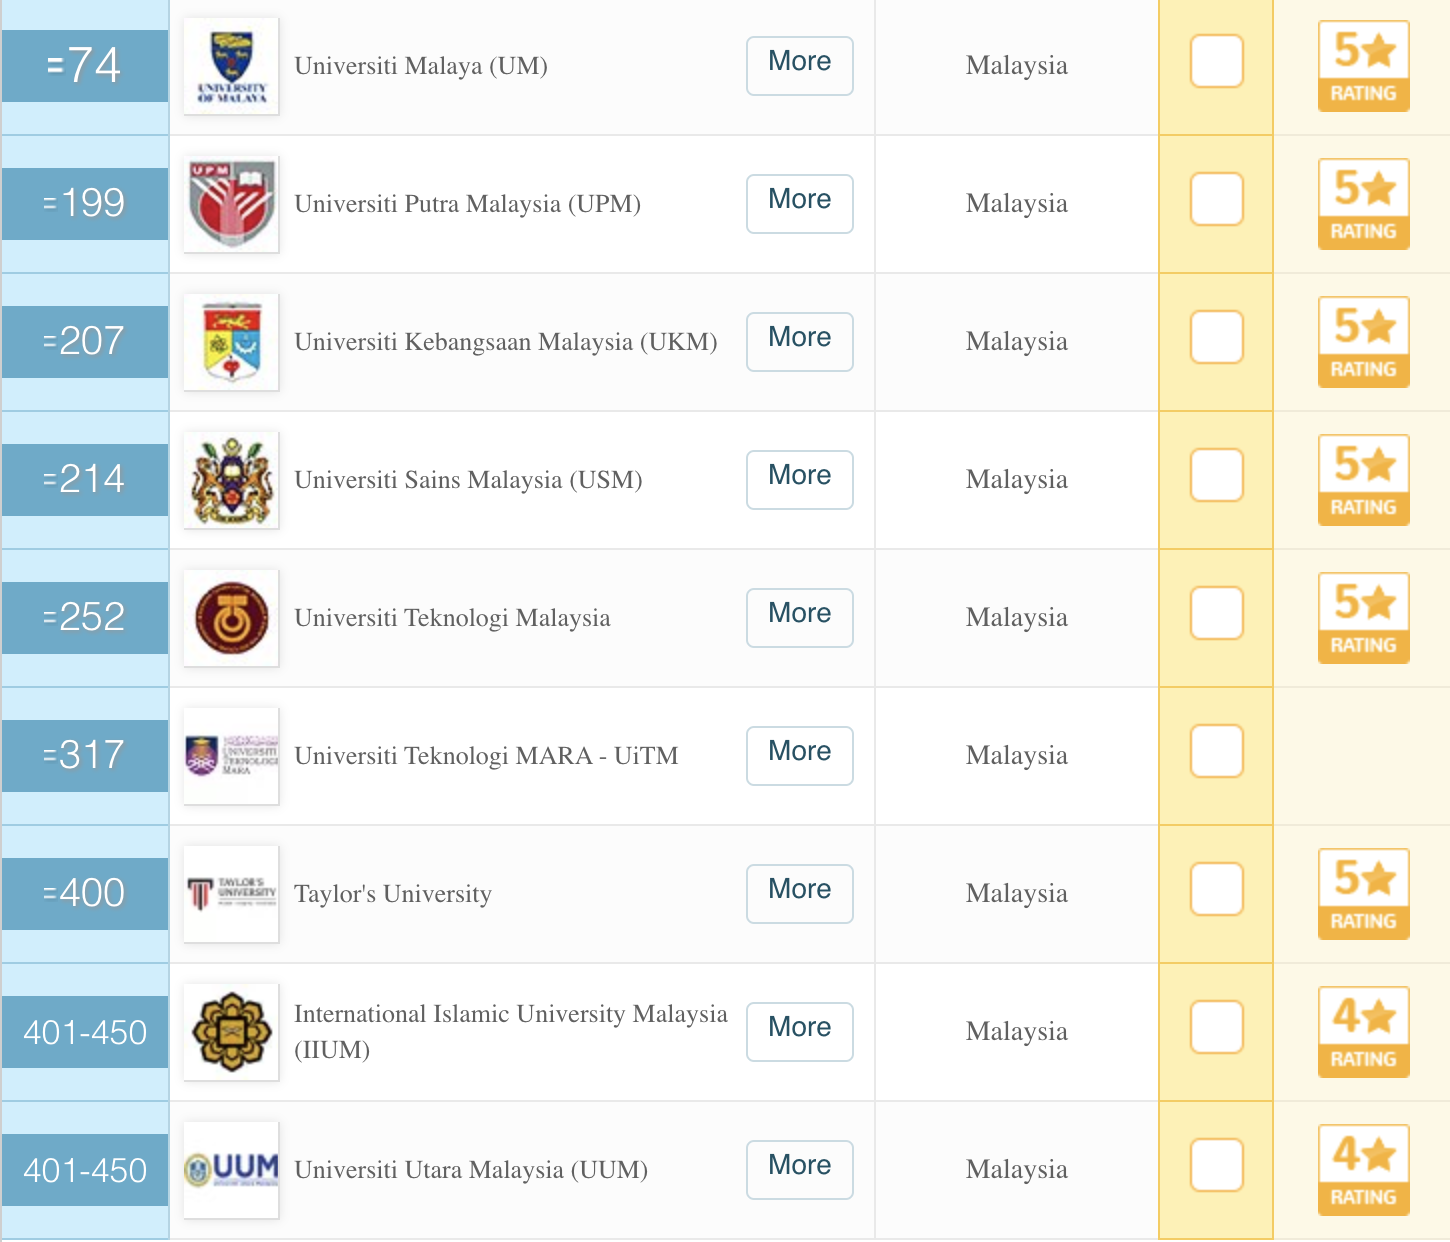 =74
UNIVERSITY
OF MALAYA
Universiti Malaya (UM)
More
Malaysia
5
RATING
=199
UPM
Universiti Putra Malaysia (UPM)
More
Malaysia
5
RATING
=207
Universiti Kebangsaan Malaysia (UKM)
More
Malaysia
5
RATING
=214
Universiti Sains Malaysia (USM)
More
Malaysia
5
RATING
=252
Universiti Teknologi Malaysia
More
Malaysia
5
RATING
=317
UNIVERSITI
TEKNOLOGI
MARA
Universiti Teknologi MARA - UiTM
More
Malaysia
=400
TAYLOR'S
UNIVERSITY
Taylor's University
More
Malaysia
5
RATING
401-450
International Islamic University Malaysia
(IIUM)
More
Malaysia
4
RATING
401-450
UUM
Universiti Utara Malaysia (UUM)
More
Malaysia
4
RATING